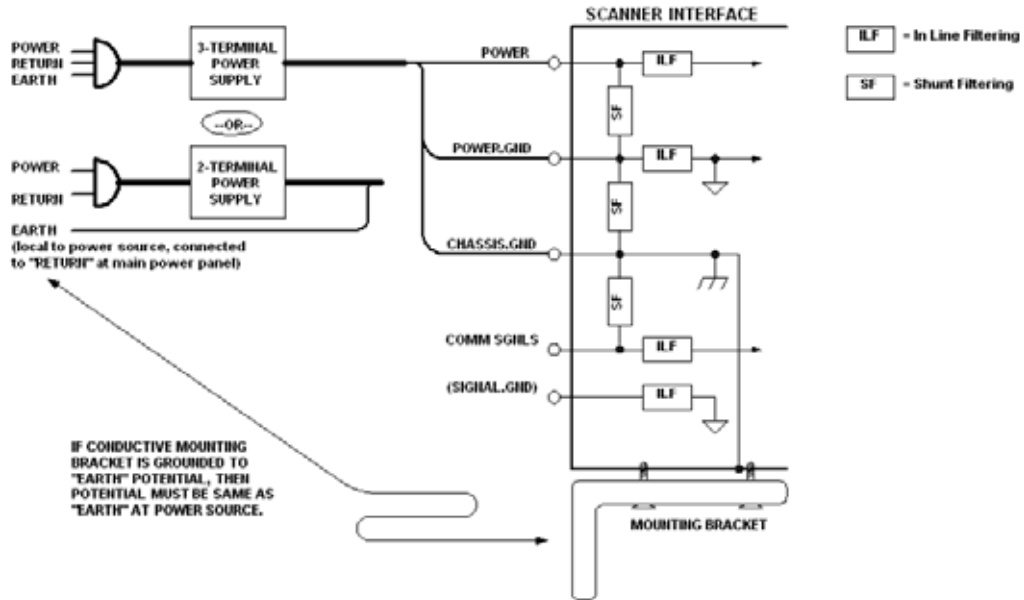 SCANNER INTERFACE
POWER
RETURN
EARTH
3-TERMINAL
POWER
SUPPLY
POWER
ILF
ILF
= In Line Filtering
SF
SF
= Shunt Filtering
--OR--
POWER
RETURN
2-TERMINAL
POWER
SUPPLY
POWER.GND
ILF
SF
EARTH
(local to power source, connected
to "RETURN" at main power panel)
CHASSIS.GND
SF
COMM SGNLS
ILF
(SIGNAL.GND)
ILF
IF CONDUCTIVE MOUNTING
BRACKET IS GROUNDED TO
"EARTH" POTENTIAL, THEN
POTENTIAL MUST BE SAME AS
"EARTH" AT POWER SOURCE.
MOUNTING BRACKET